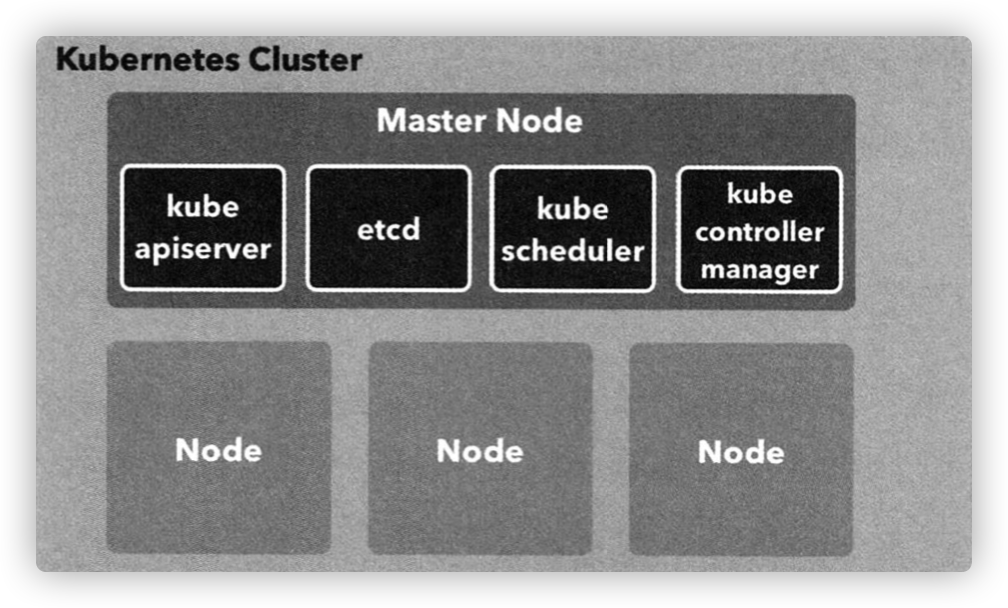 Kubernetes Cluster
Master Node
kube
apiserver
etcd
kube
scheduler
kube
controller
manager
Node
Node
Node